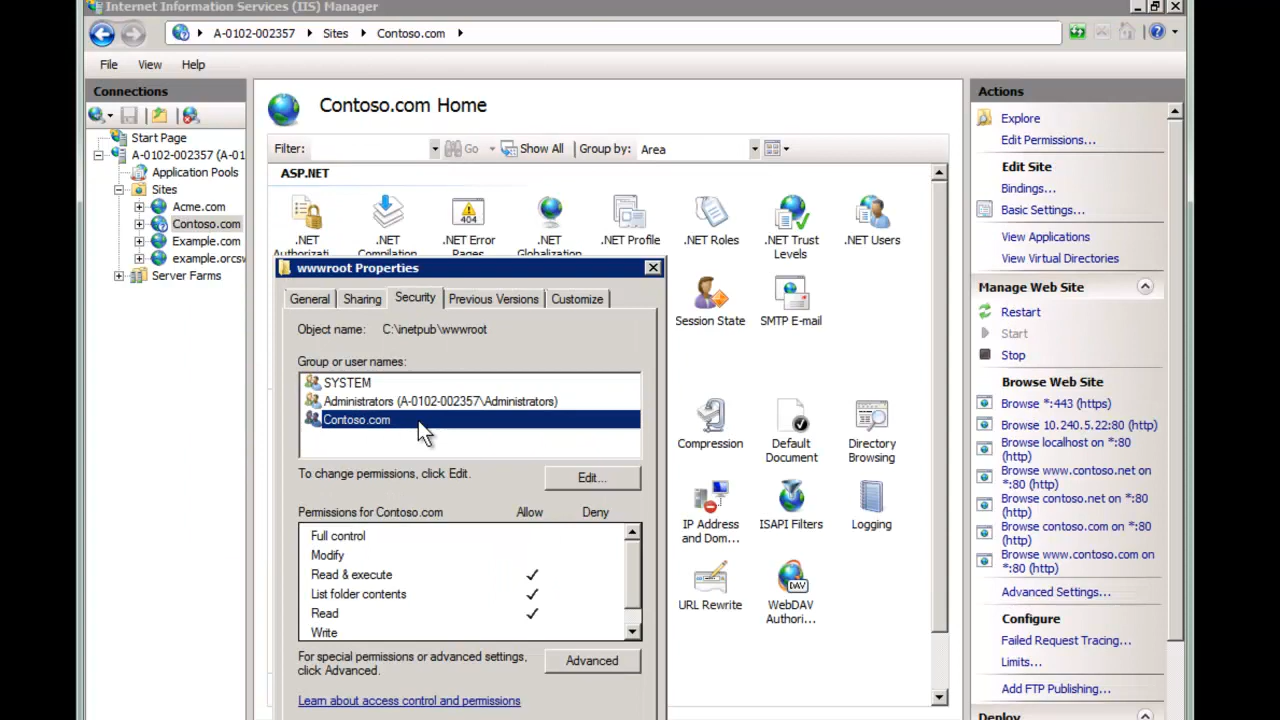 Internet Information Services (IIS) Manager
A-0102-002357
Sites
Contoso.com
File
View
Help
Connections
Start Page
A-0102-002357 (A-01
Application Pools
Sites
Acme.com
Contoso.com
Example.com
example.orcsw
Server Farms
Contoso.com Home
Filter:
Go
Show All
Group by:
Area
ASP.NET
.NET
Authorizati...
.NET
Compilation
404
.NET Error
Pages
.NET
Globalization
.NET Profile
.NET Roles
.NET Trust
Levels
.NET Users
Session State
SMTP E-mail
Compression
Default
Document
Directory
Browsing
IP Address
and Dom...
ISAPI Filters
Logging
URL Rewrite
DAV
WebDAV
Authori...
wwwroot Properties
General
Sharing
Security
Previous Versions
Customize
Object name:
C:\inetpub\wwwroot
Group or user names:
SYSTEM
Administrators (A-0102-002357\Administrators)
Contoso.com
To change permissions, click Edit.
Edit...
Permissions for Contoso.com
Allow
Deny
Full control
Modify
Read & execute
List folder contents
Read
Write
For special permissions or advanced settings,
click Advanced.
Advanced
Learn about access control and permissions
Actions
Explore
Edit Permissions...
Edit Site
Bindings...
Basic Settings...
View Applications
View Virtual Directories
Manage Web Site
Restart
Start
Stop
Browse Web Site
Browse *:443 (https)
Browse 10.240.5.22:80 (http)
Browse localhost on *:80
(http)
Browse www.contoso.net on
*:80 (http)
Browse contoso.net on *:80
(http)
Browse contoso.com on *:80
(http)
Browse www.contoso.com on
*:80 (http)
Advanced Settings...
Configure
Failed Request Tracing...
Limits...
Add FTP Publishing...
Deploy